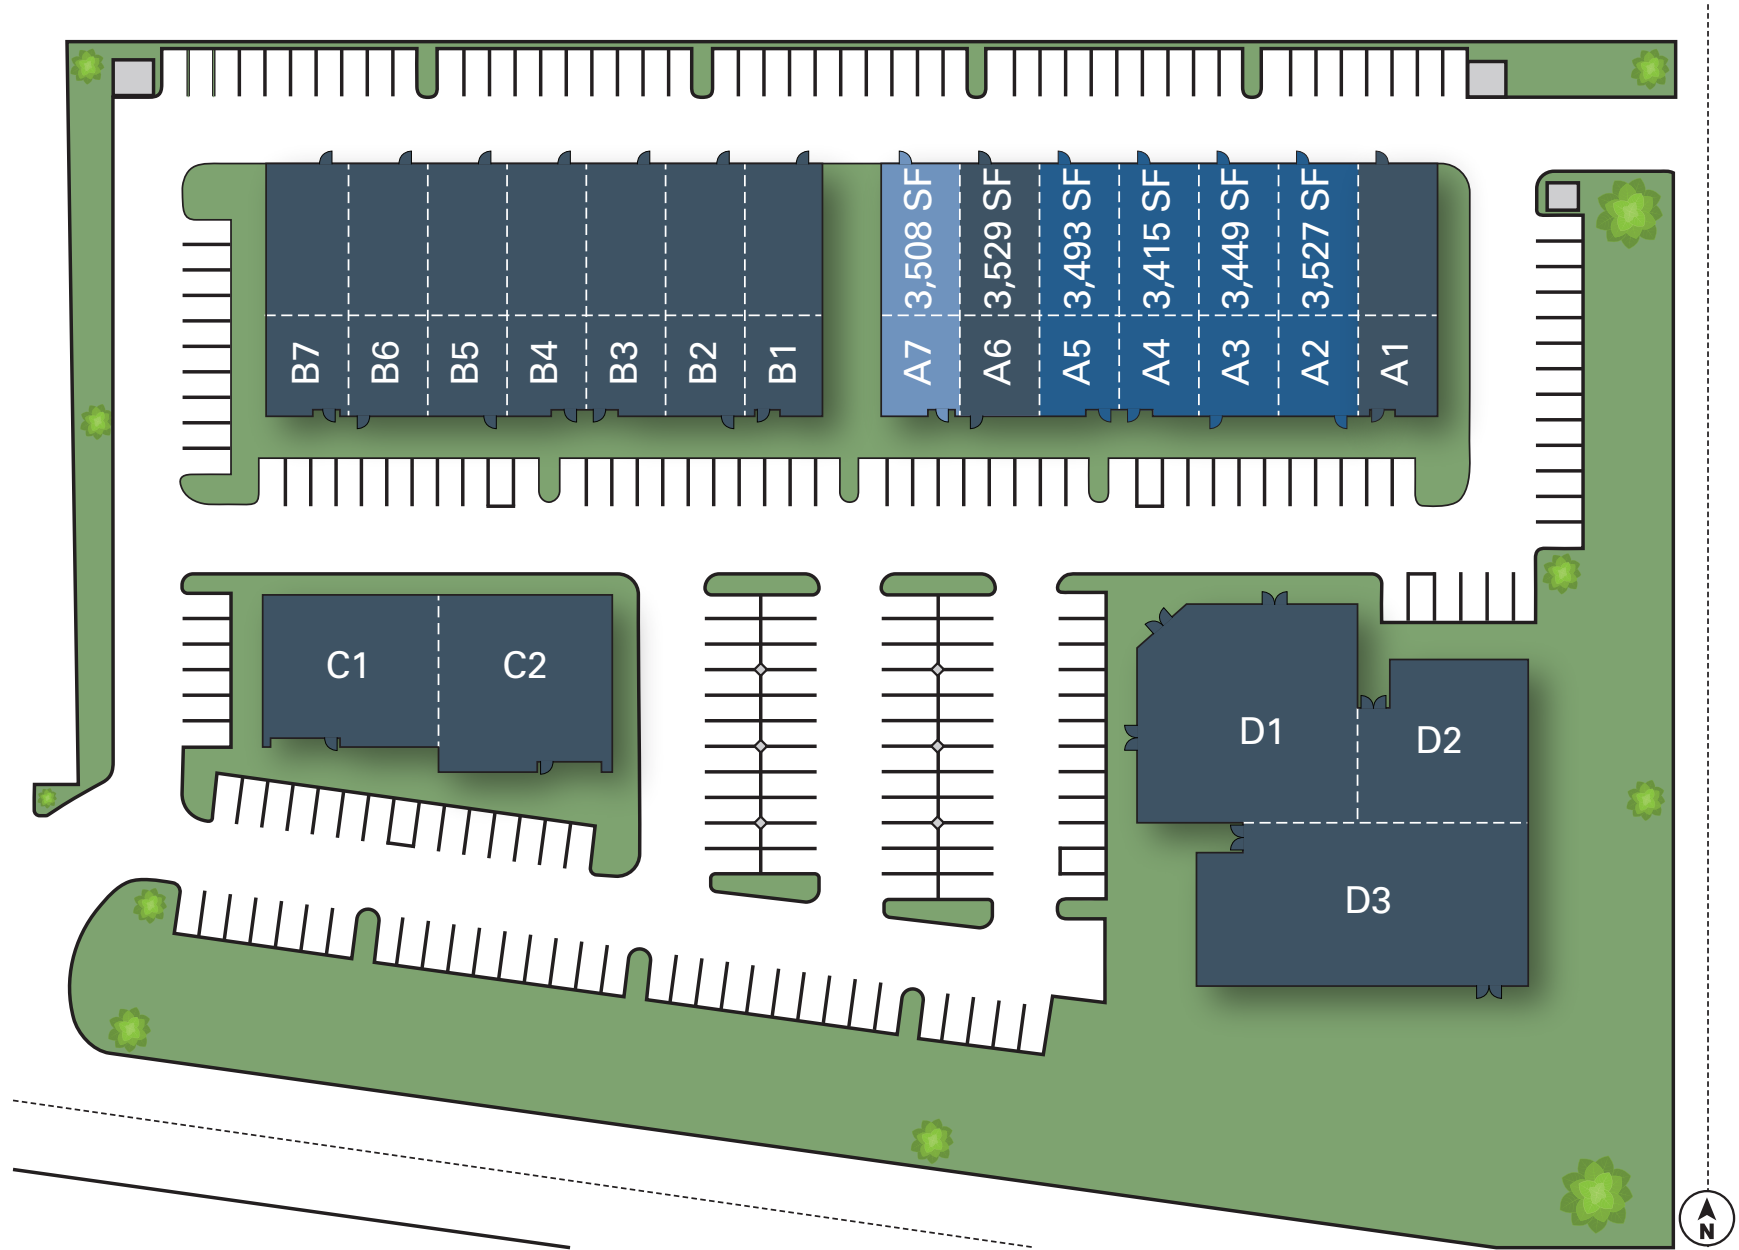 B7
B6
B5
B4
B3
B2
B1
A7 3,508 SF
A6 3,529 SF
A5 3,493 SF
A4 3,415 SF
A3 3,449 SF
A2 3,527 SF
A1
C1
C2
D1
D2
D3
N